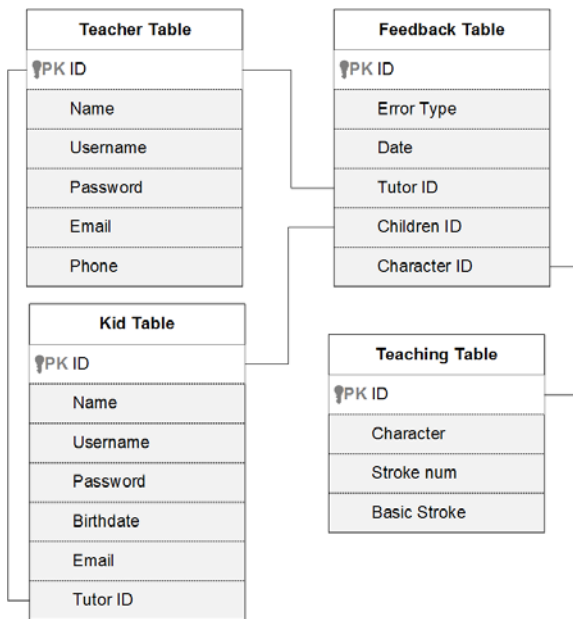 Teacher Table
PK ID
Name
Username
Password
Email
Phone
Feedback Table
PK ID
Error Type
Date
Tutor ID
Children ID
Character ID
Kid Table
PK ID
Name
Username
Password
Birthdate
Email
Tutor ID
Teaching Table
PK ID
Character
Stroke num
Basic Stroke